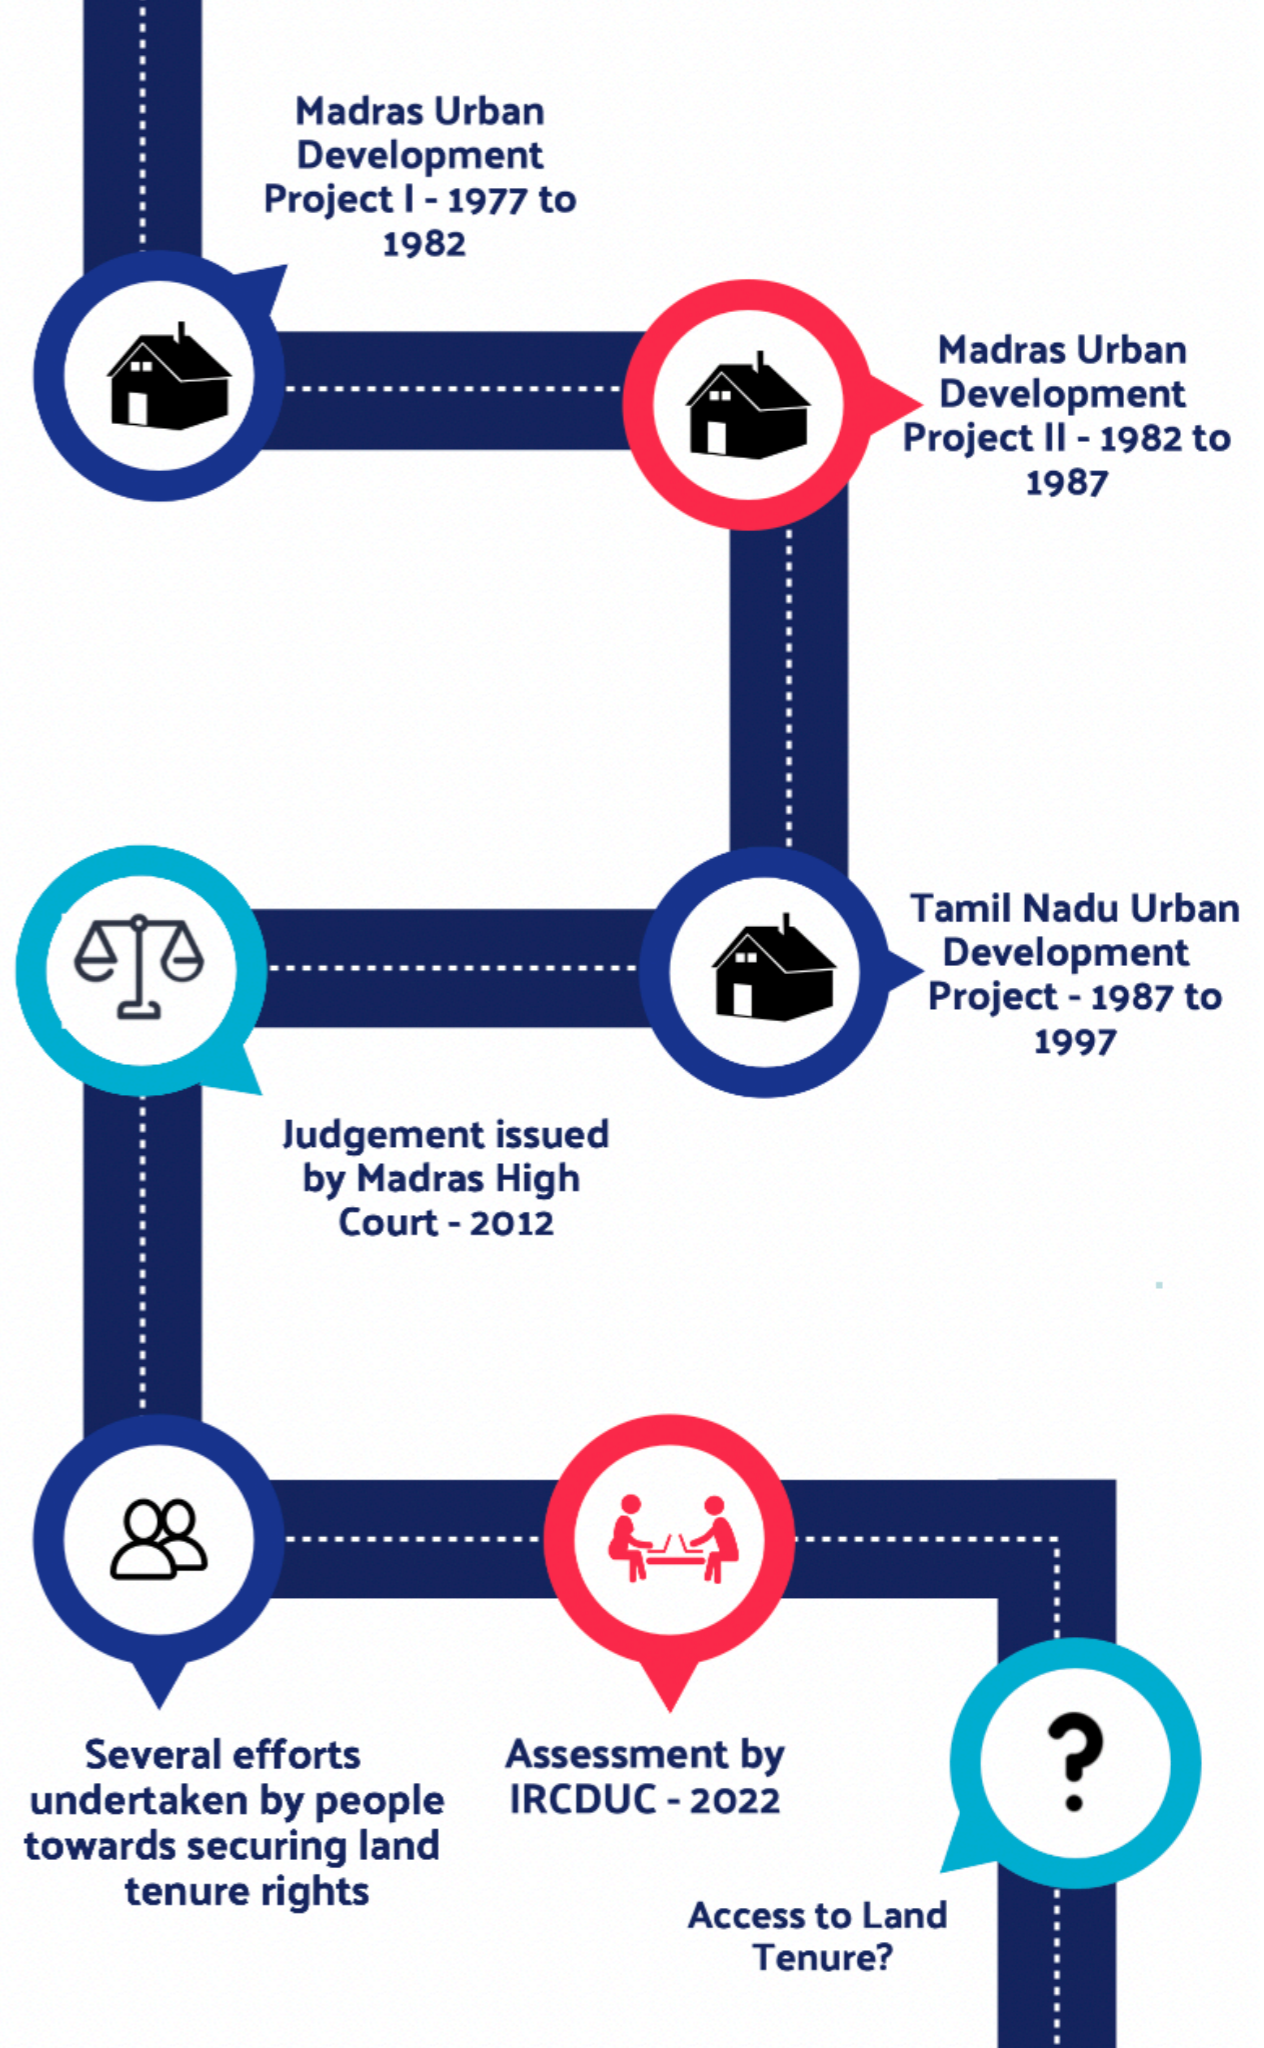 Madras Urban
Development
Project I - 1977 to
1982
Madras Urban
Development
Project II - 1982 to
1987
Tamil Nadu Urban
Development
Project - 1987 to
1997
Judgement issued
by Madras High
Court - 2012
Several efforts
undertaken by people
towards securing land
tenure rights
Assessment by
IRCDUC - 2022
?
Access to Land
Tenure?